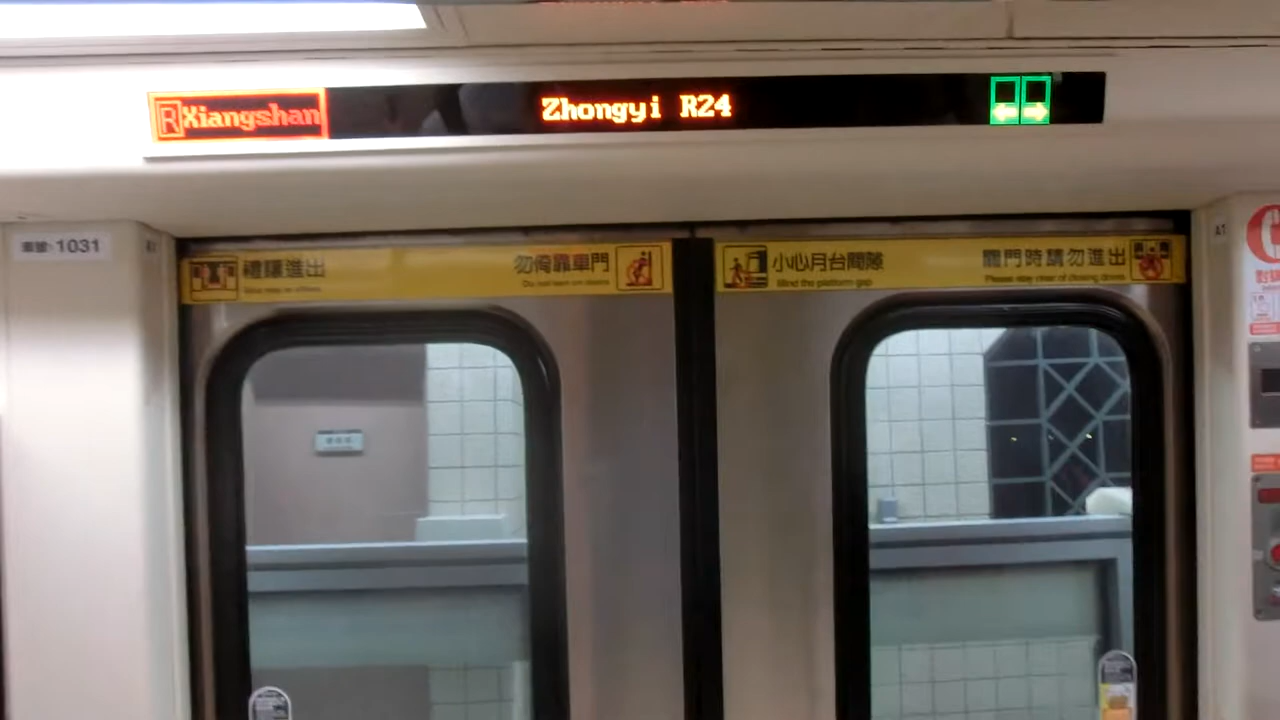 R Xiangshan
Zhongyi R24
車號:1031
A1
禮讓進出
勿倚靠車門
Do not lean on doors
小心月台間隙
Mind the platform gap
關門時請勿進出
Please stay clear of closing doors